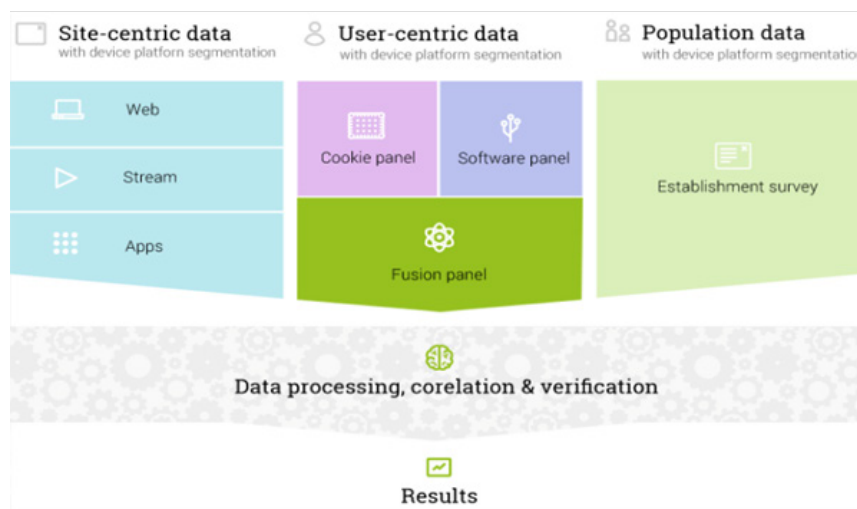 Site-centric data
with device platforn segmentation
User-centric data
with device platform segmentation
Population data
with device platform segmentatio
Web
Stream
Apps
Cookie panel
Software panel
Fusion panel
Establishment survey
Data processing, corelation & verification
Results